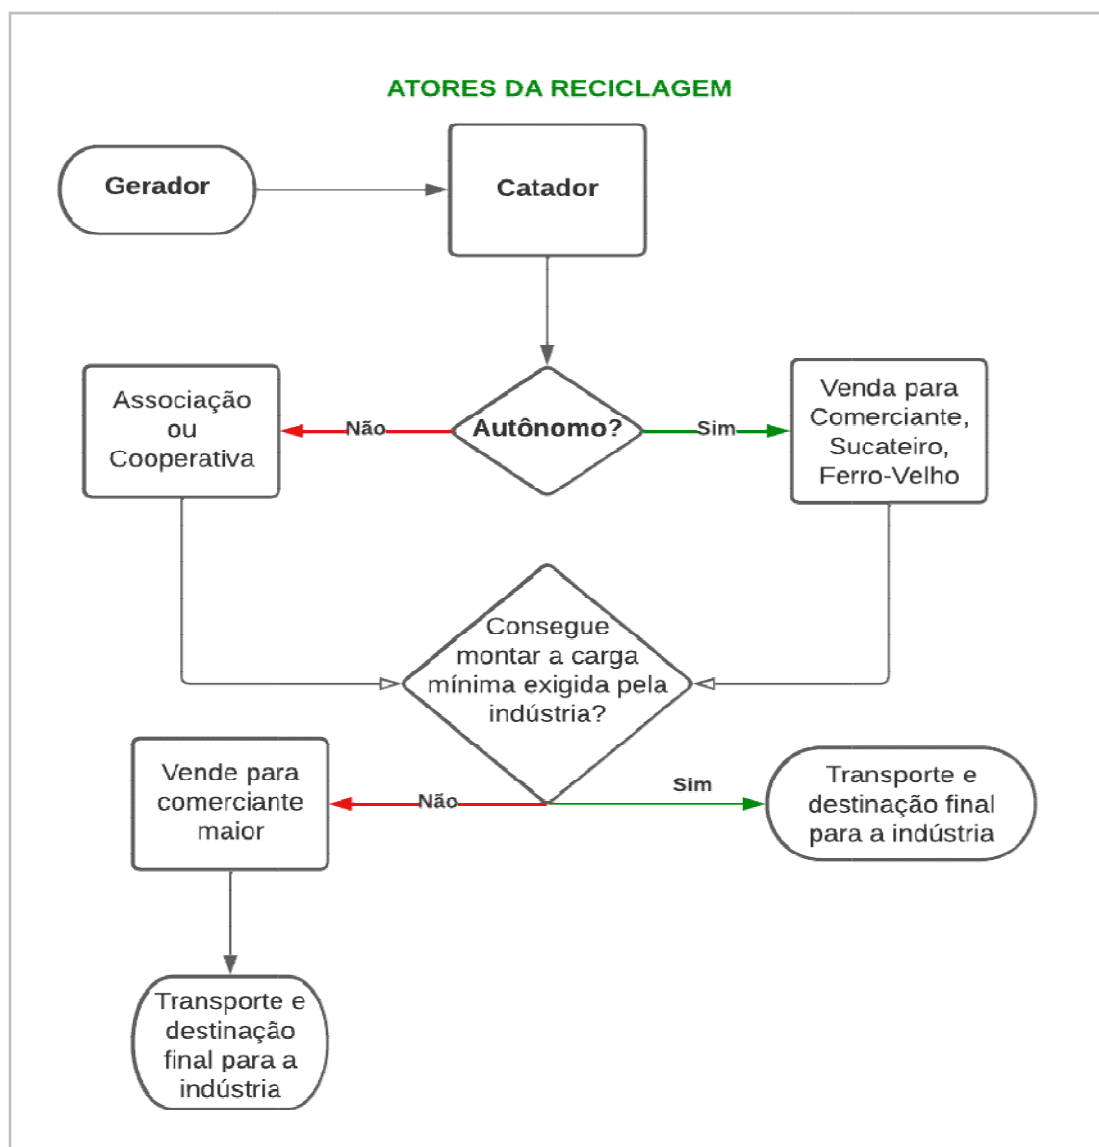 ATORES DA RECICLAGEM
Gerador
Catador
Associação
ou
Cooperativa
Não
Autônomo?
Sim
Venda para
Comerciante,
Sucateiro,
Ferro-Velho
Consegue
montar a carga
mínima exigida pela
indústria?
Vende para
comerciante
maior
Não
Sim
Transporte e
destinação final
para a indústria
Transporte e
destinação
final para a
indústria